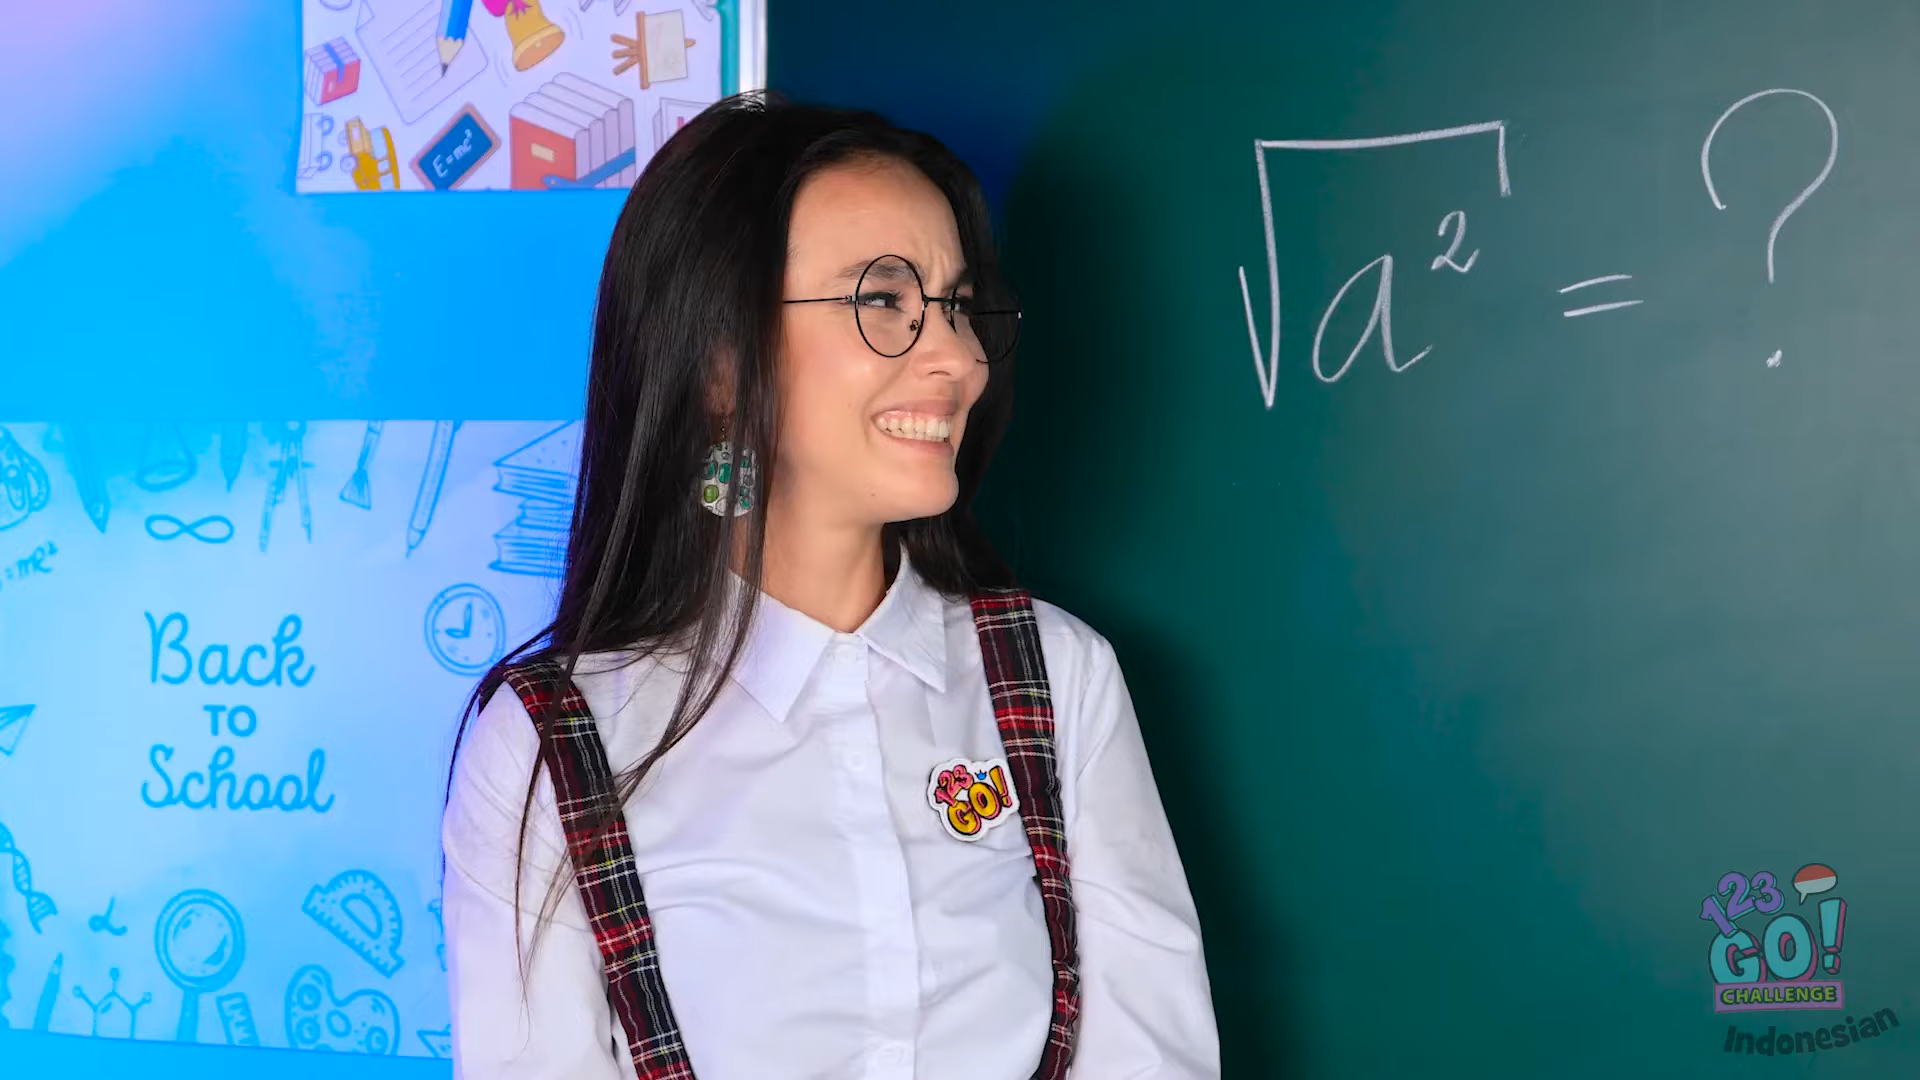 E=mc²
√a² = ?
Back
TO
School
123
GO!
123
GO!
CHALLENGE
Indonesian